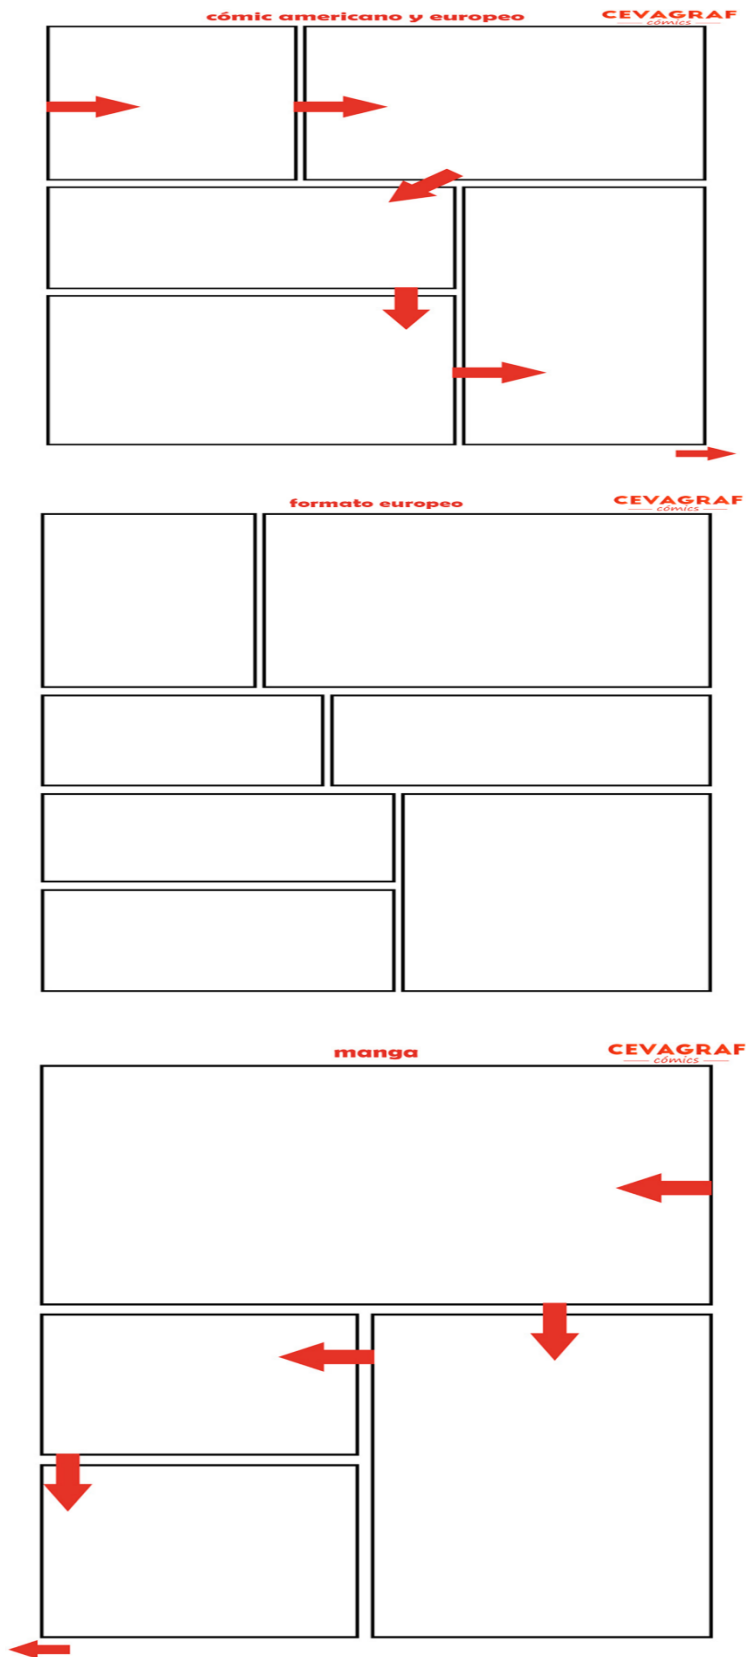 cómic americano y europeo
CEVAGRAF
cómics
formato europeo
CEVAGRAF
cómics
manga
CEVAGRAF
cómics